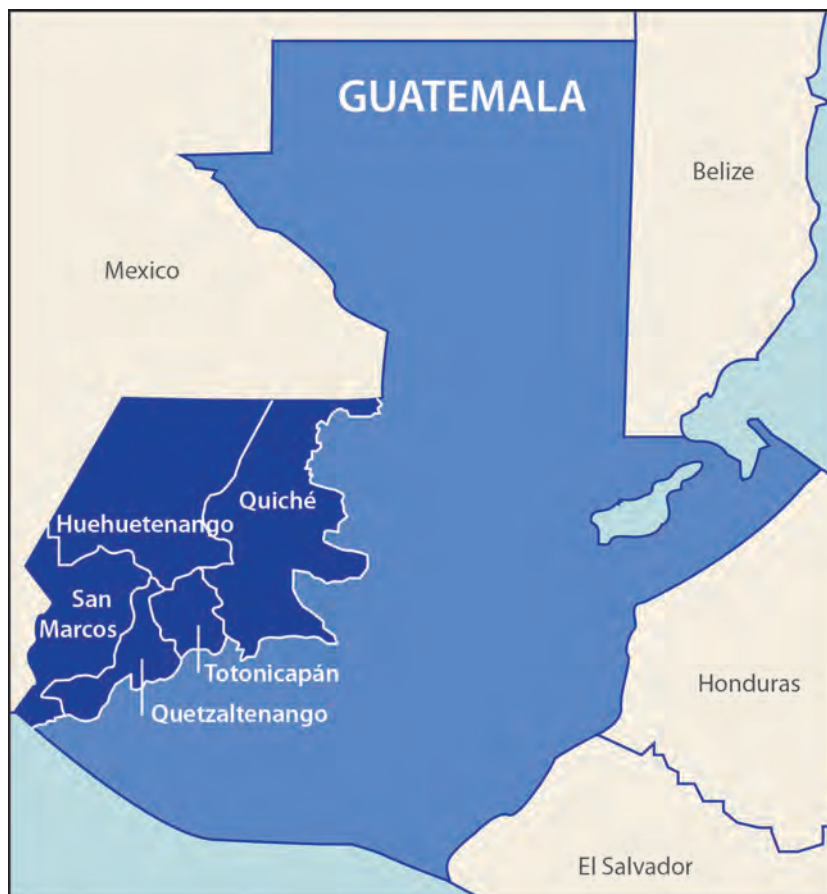 GUATEMALA
Belize
Mexico
Quiché
Huehuetenango
San
Marcos
Totonicapán
Quetzaltenango
Honduras
El Salvador